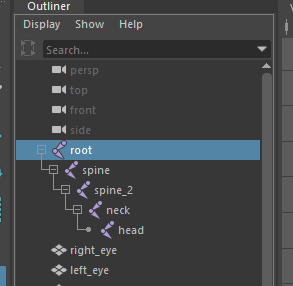 Outliner
Display Show Help
Search...
persp
top
front
side
root
spine
spine_2
neck
head
right_eye
left_eye